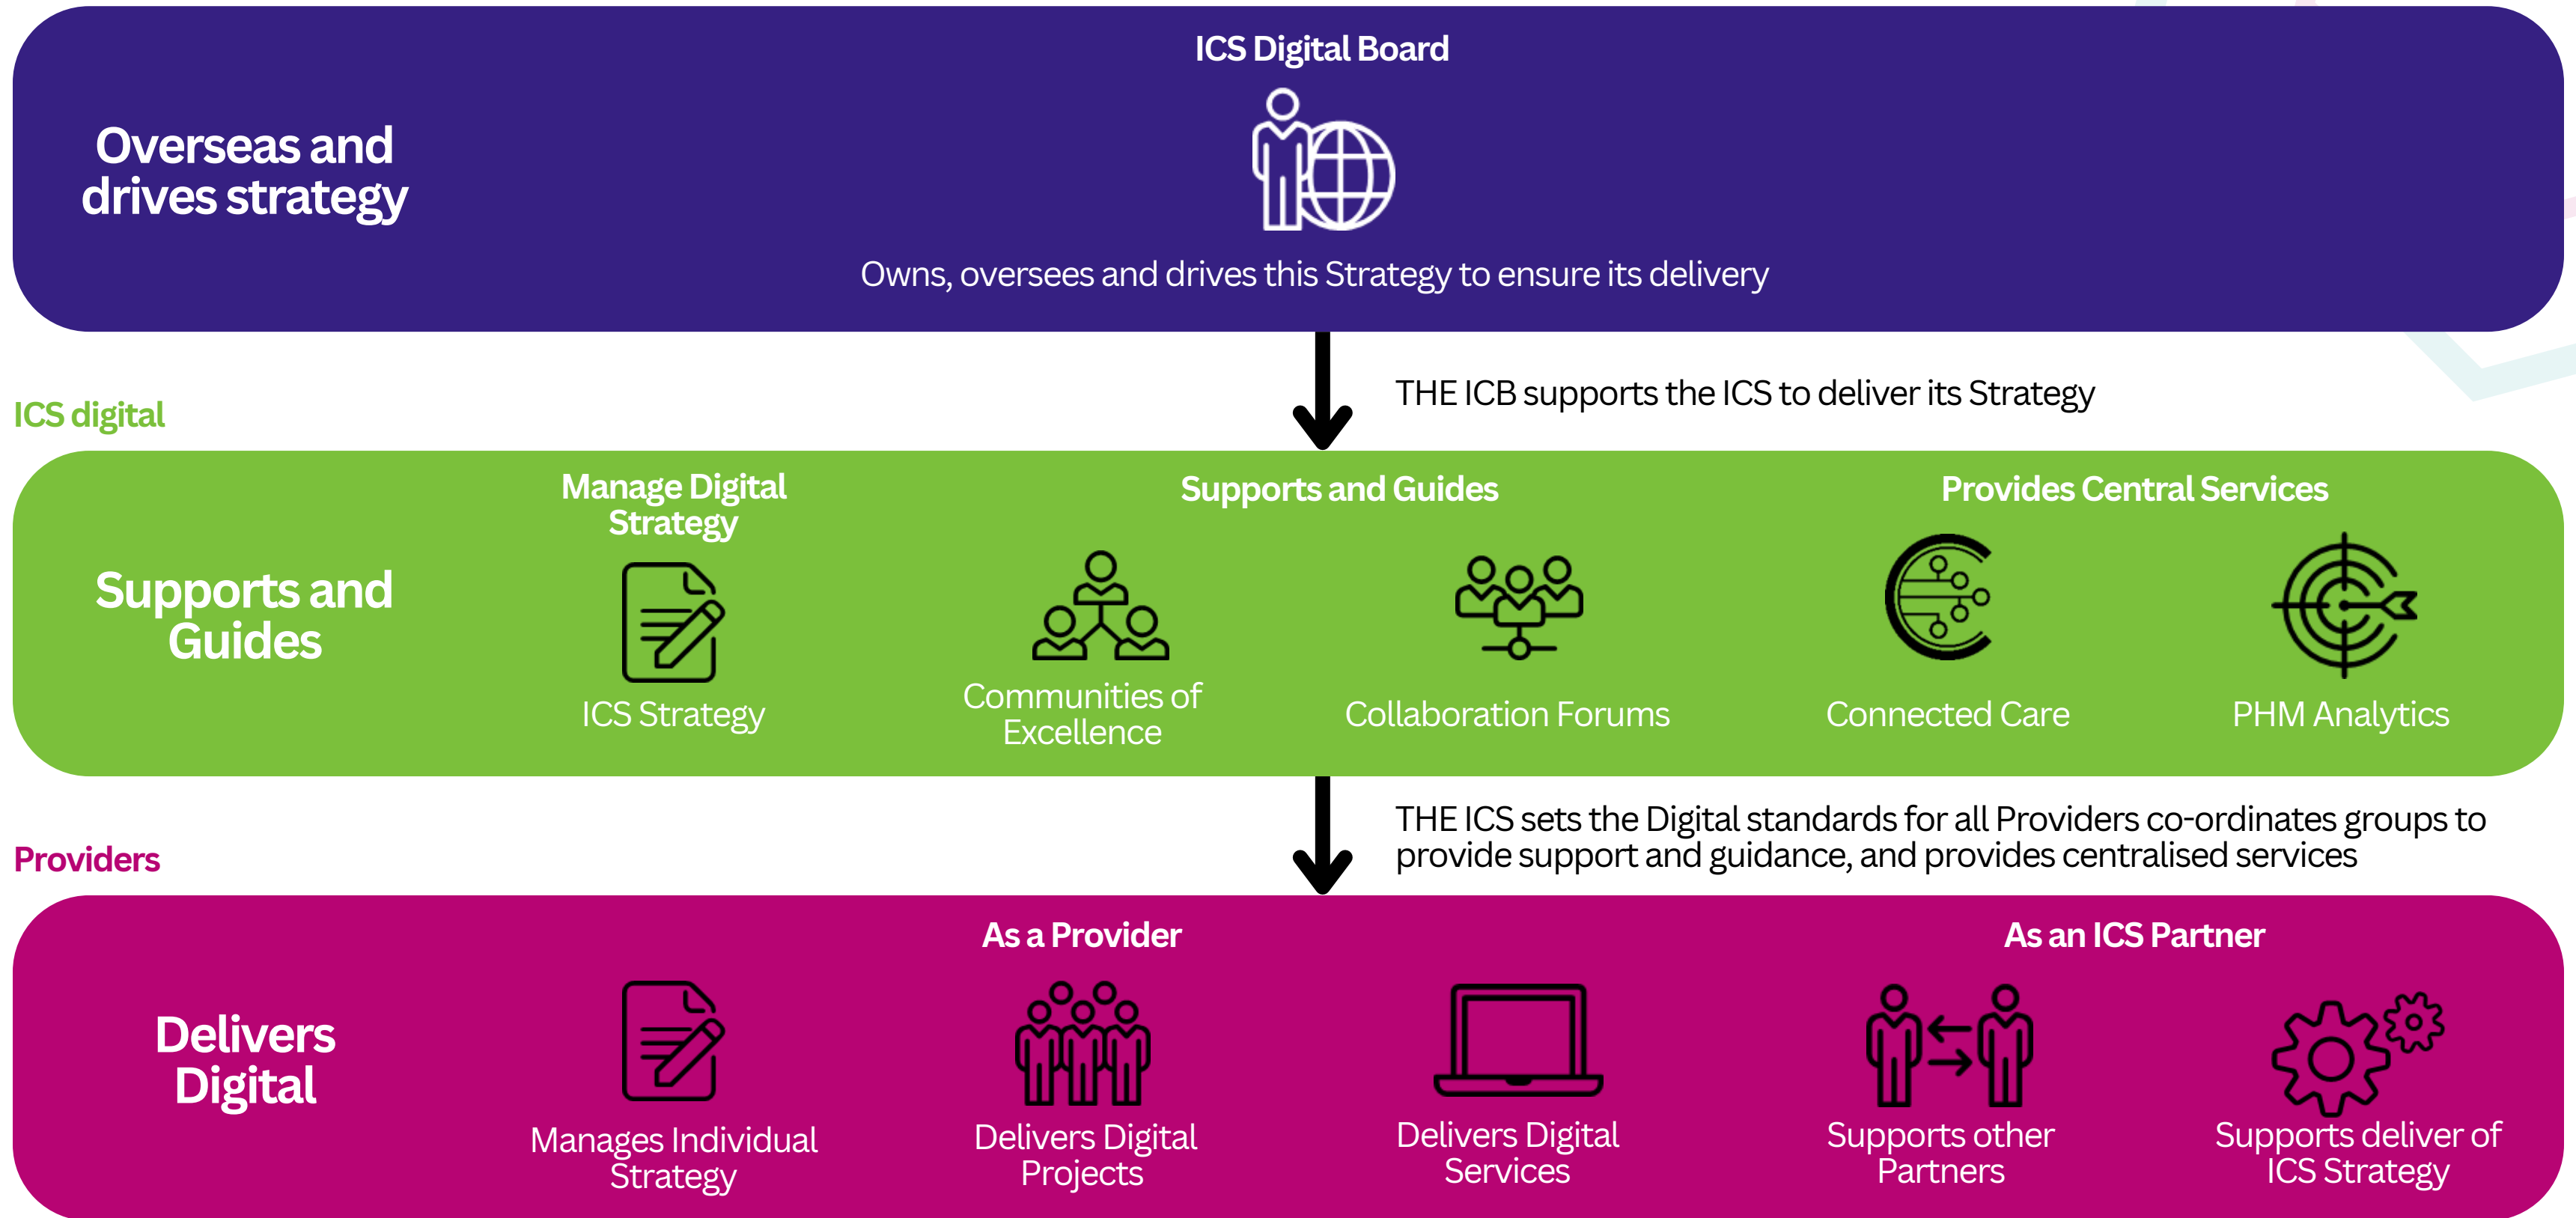 ICS Digital Board
Overseas and
drives strategy
Owns, oversees and drives this Strategy to ensure its delivery
THE ICB supports the ICS to deliver its Strategy
ICS digital
Manage Digital
Strategy
Supports and Guides
Provides Central Services
Supports and
Guides
ICS Strategy
Communities of
Excellence
Collaboration Forums
Connected Care
PHM Analytics
THE ICS sets the Digital standards for all Providers co-ordinates groups to
provide support and guidance, and provides centralised services
Providers
As a Provider
As an ICS Partner
Delivers
Digital
Manages Individual
Strategy
Delivers Digital
Projects
Delivers Digital
Services
Supports other
Partners
Supports deliver of
ICS Strategy